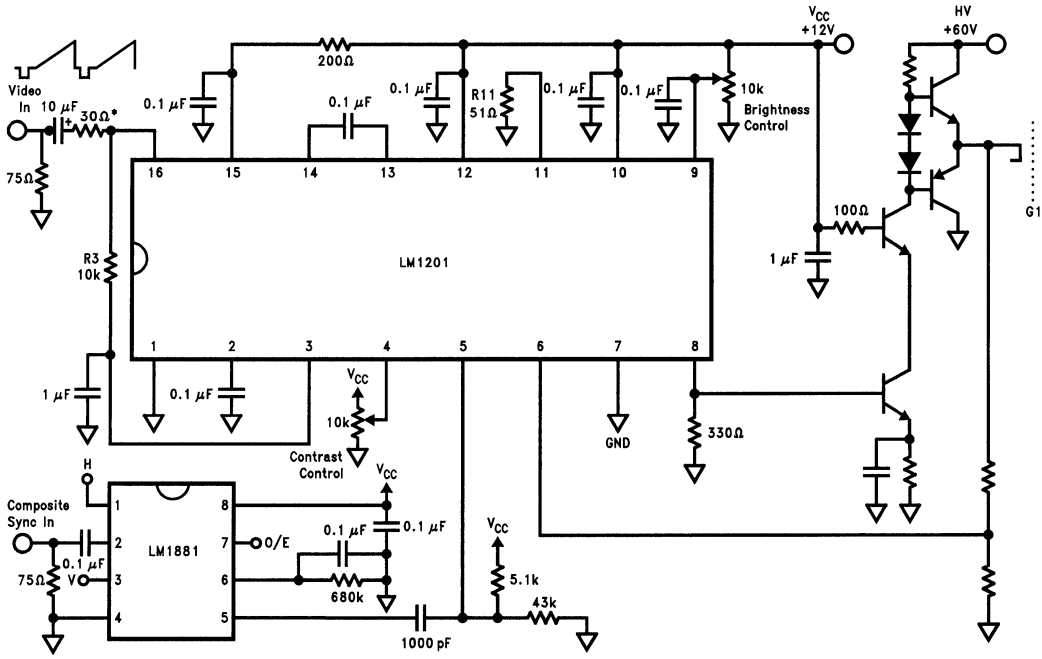 V_CC
+12V
HV
+60V
200Ω
Video
In
10 μF
+
30Ω*
0.1 μF
0.1 μF
0.1 μF
R11
51Ω
0.1 μF
0.1 μF
10k
Brightness
Control
75Ω
16
15
14
13
12
11
10
9
G1
100Ω
R3
10k
LM1201
1 μF
1
2
3
4
5
6
7
8
1 μF
0.1 μF
V_CC
10k
GND
330Ω
Contrast
Control
H
V_CC
Composite
Sync In
1
8
0.1 μF
0.1 μF
V_CC
2
LM1881
7
O/E
0.1 μF
75Ω
V
3
6
680k
5.1k
43k
4
5
1000 pF